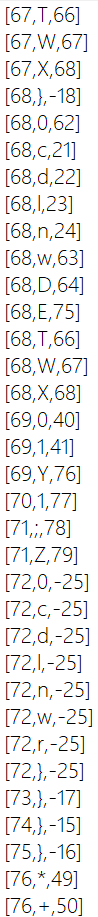 [67,T,66]
[67,W,67]
[67,X,68]
[68,},-18]
[68,0,62]
[68,c,21]
[68,d,22]
[68,l,23]
[68,n,24]
[68,w,63]
[68,D,64]
[68,E,75]
[68,T,66]
[68,W,67]
[68,X,68]
[69,0,40]
[69,1,41]
[69,Y,76]
[70,1,77]
[71,;,78]
[71,Z,79]
[72,0,-25]
[72,c,-25]
[72,d,-25]
[72,l,-25]
[72,n,-25]
[72,w,-25]
[72,r,-25]
[72,},-25]
[73,},-17]
[74,},-15]
[75,},-16]
[76,*,49]
[76,+,50]